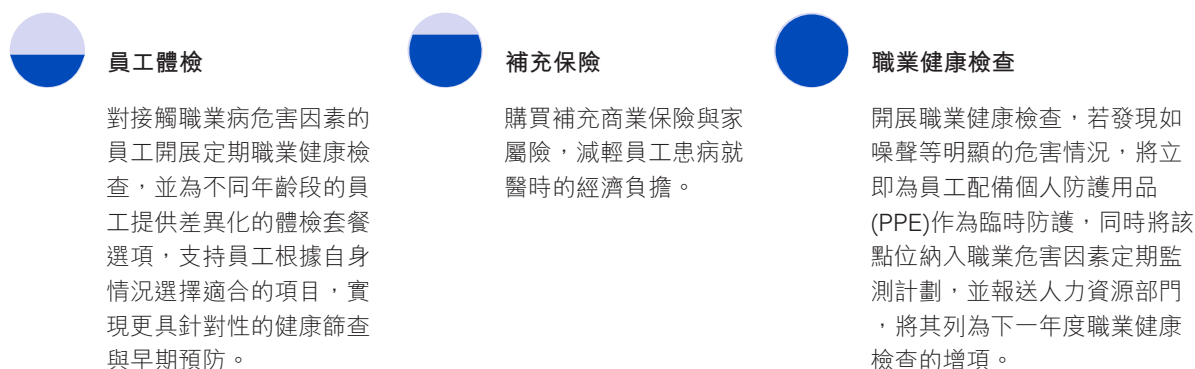 員工體檢
對接觸職業病危害因素的
員工開展定期職業健康檢
查，並為不同年齡段的員
工提供差異化的體檢套餐
選項，支持員工根據自身
情況選擇適合的項目，實
現更具針對性的健康篩查
與早期預防。
補充保險
購買補充商業保險與家
屬險，減輕員工患病就
醫時的經濟負擔。
職業健康檢查
開展職業健康檢查，若發現如
噪聲等明顯的危害情況，將立
即為員工配備個人防護用品
(PPE)作為臨時防護，同時將該
點位納入職業危害因素定期監
測計劃，並報送人力資源部門
，將其列為下一年度職業健康
檢查的增項。